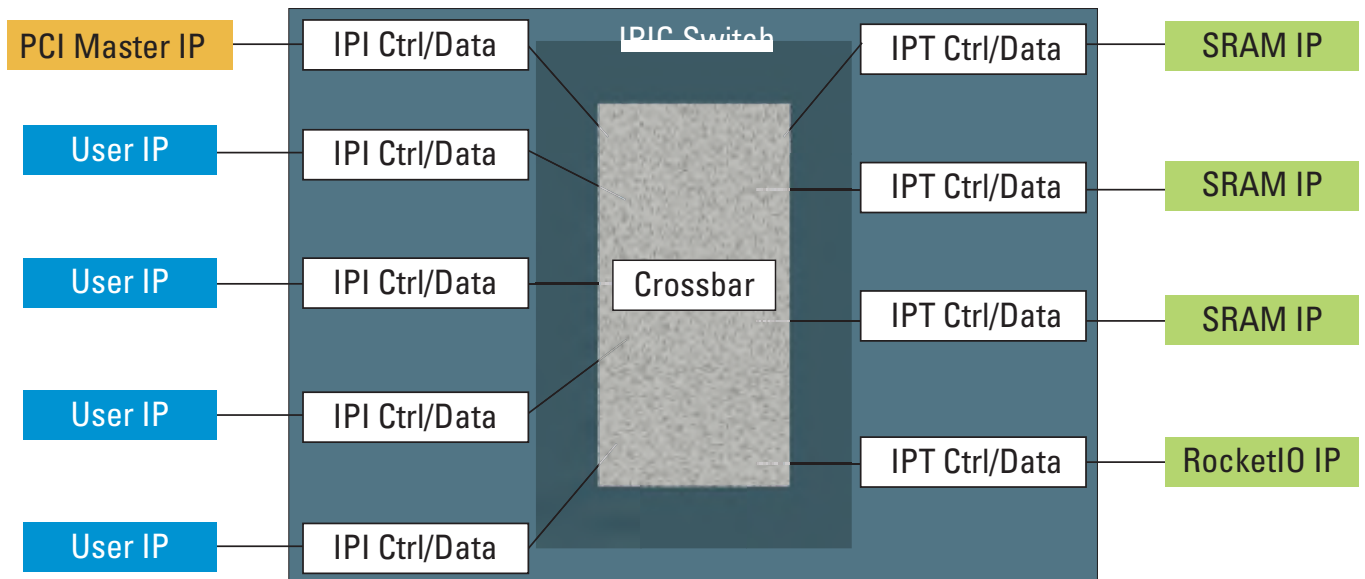 IPIC Switch
PCI Master IP
IPI Ctrl/Data
IPT Ctrl/Data
SRAM IP
User IP
IPI Ctrl/Data
IPT Ctrl/Data
SRAM IP
User IP
IPI Ctrl/Data
Crossbar
IPT Ctrl/Data
SRAM IP
User IP
IPI Ctrl/Data
IPT Ctrl/Data
RocketIO IP
User IP
IPI Ctrl/Data